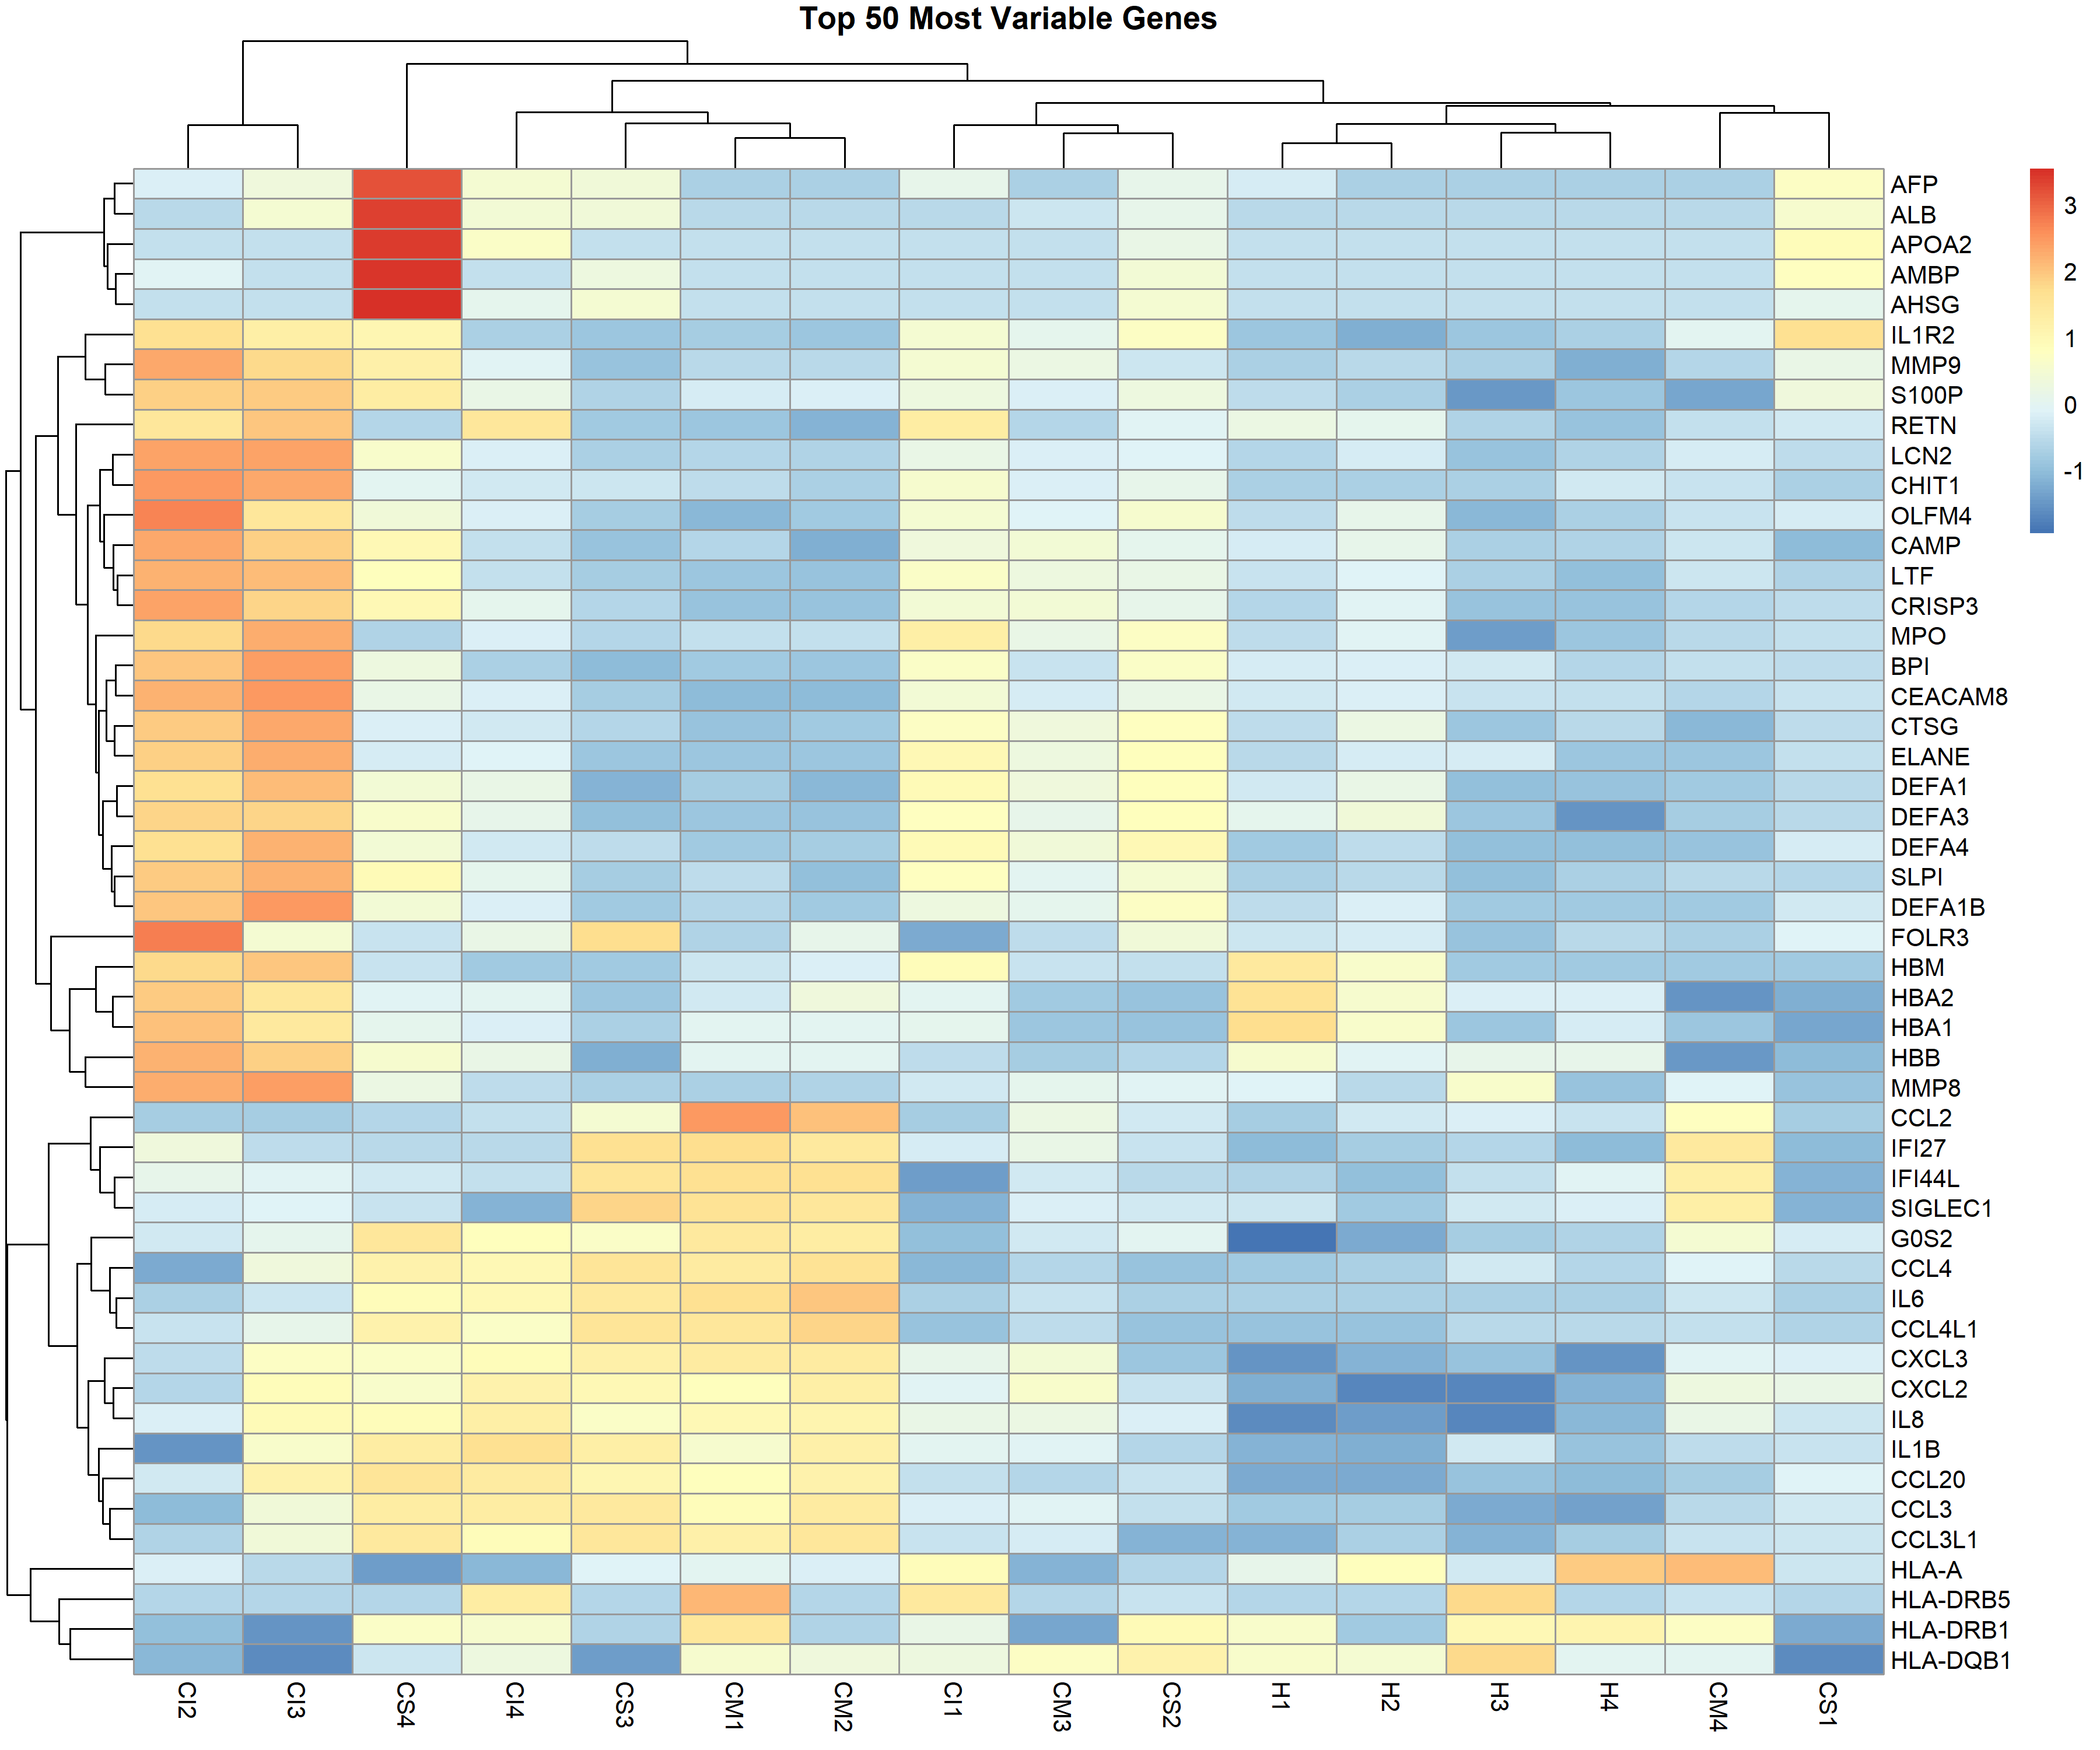 Top 50 Most Variable Genes
AFP
ALB
APOA2
AMBP
AHSG
IL1R2
MMP9
S100P
RETN
LCN2
CHIT1
OLFM4
CAMP
LTF
CRISP3
MPO
BPI
CEACAM8
CTSG
ELANE
DEFA1
DEFA3
DEFA4
SLPI
DEFA1B
FOLR3
HBM
HBA2
HBA1
HBB
MMP8
CCL2
IFI27
IFI44L
SIGLEC1
G0S2
CCL4
IL6
CCL4L1
CXCL3
CXCL2
IL8
IL1B
CCL20
CCL3
CCL3L1
HLA-A
HLA-DRB5
HLA-DRB1
HLA-DQB1
3
2
1
0
-1
CI2
CI3
CS4
CI4
CS3
CM1
CM2
CI1
CM3
CS2
H1
H2
H3
H4
CM4
CS1